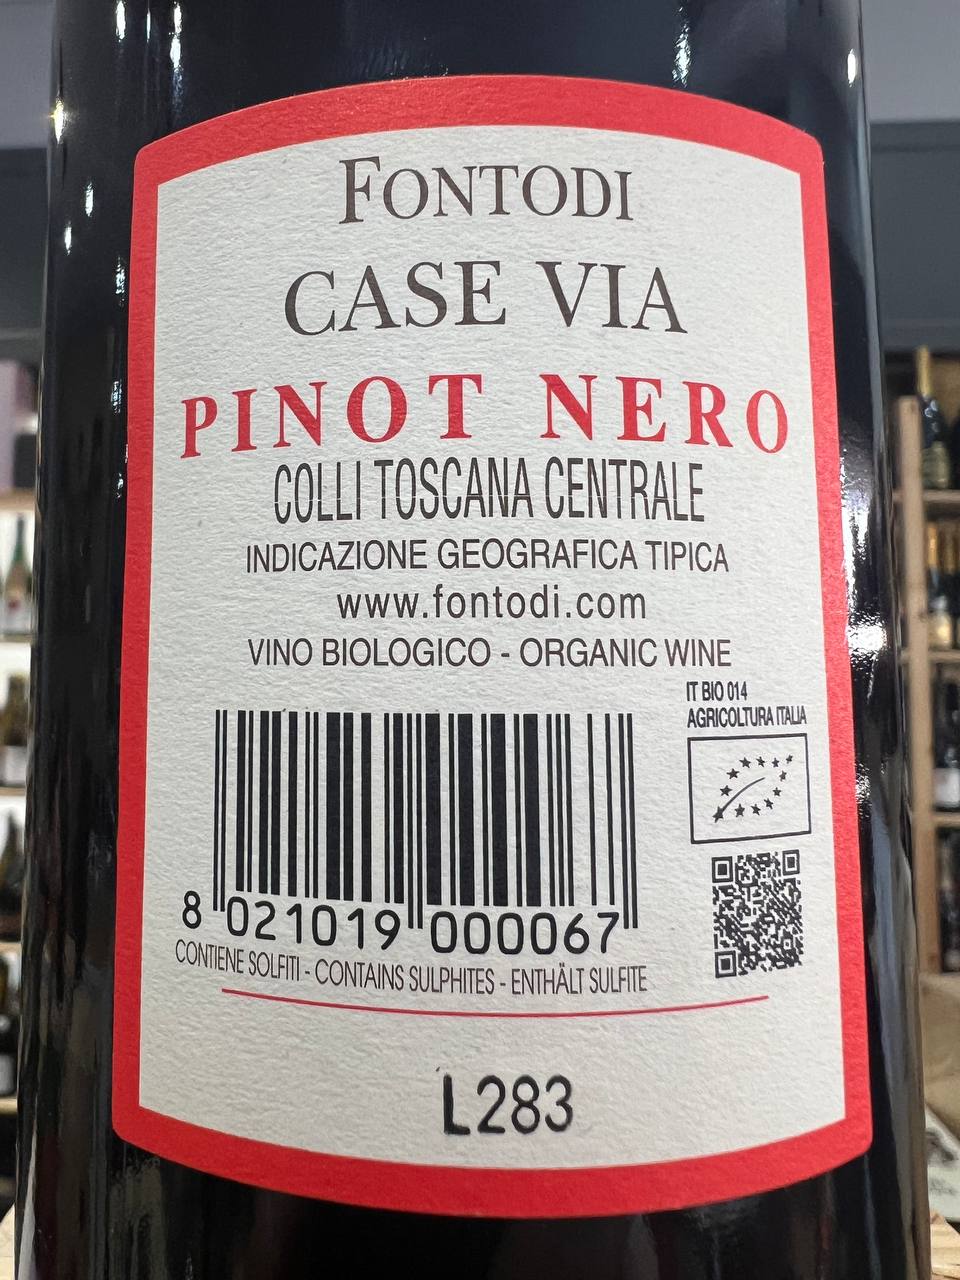 FONTODI
CASE VIA
PINOT NERO
COLLI TOSCANA CENTRALE
INDICAZIONE GEOGRAFICA TIPICA
www.fontodi.com
VINO BIOLOGICO - ORGANIC WINE
IT BIO 014
AGRICOLTURA ITALIA
8 021019 000067
CONTIENE SOLFITI - CONTAINS SULPHITES - ENTHÄLT SULFITE
L283